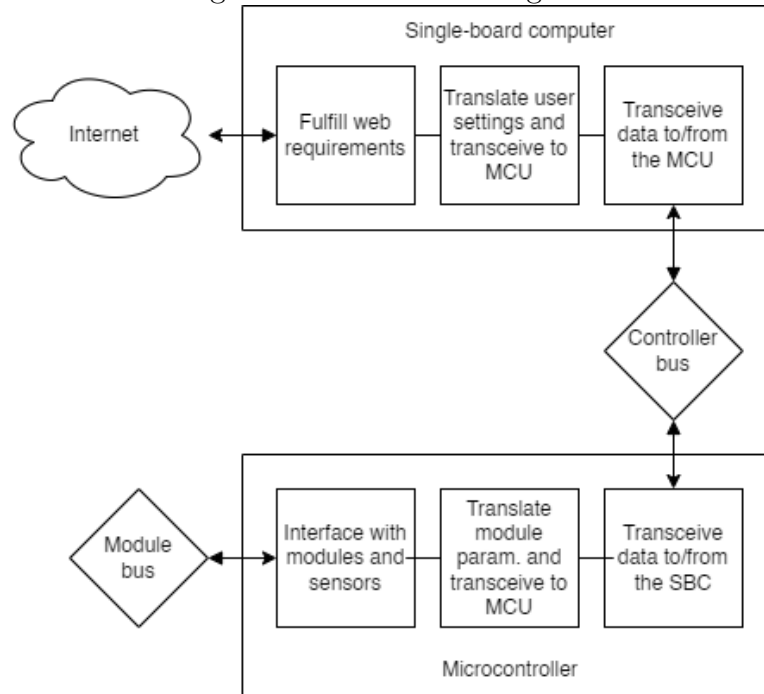 Single-board computer
Internet
Fulfill web
requirements
Translate user
settings and
transceive to
MCU
Transceive
data to/from
the MCU
Controller
bus
Module
bus
Interface with
modules and
sensors
Translate
module
param. and
transceive to
MCU
Transceive
data to/from
the SBC
Microcontroller